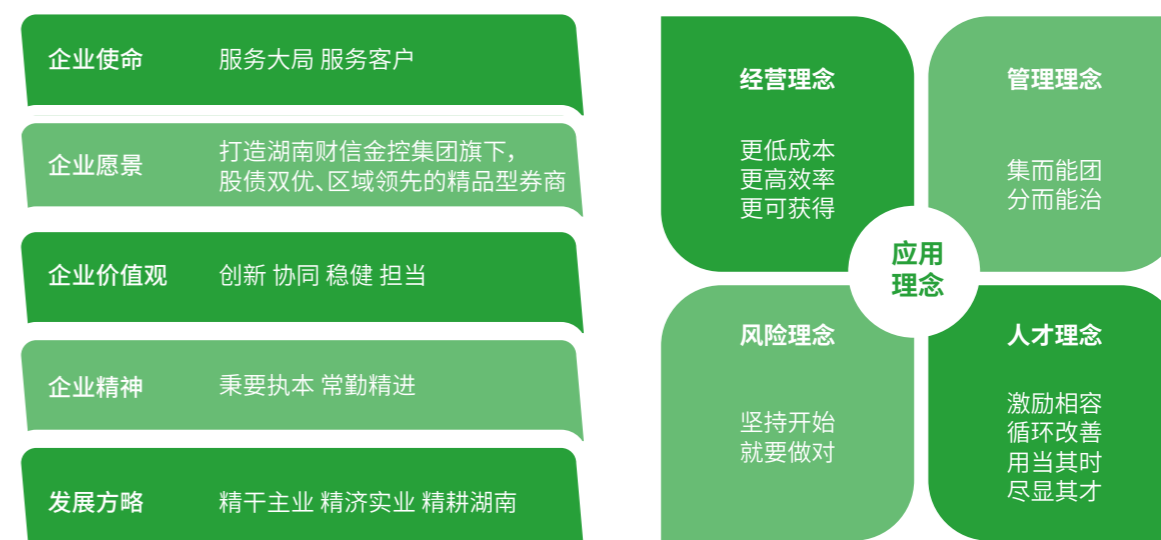 企业使命
服务大局 服务客户
企业愿景
打造湖南财信金控集团旗下，
股债双优、区域领先的精品型券商
企业价值观
创新 协同 稳健 担当
企业精神
秉要执本 常勤精进
发展方略
精干主业 精济实业 精耕湖南
经营理念
更低成本
更高效率
更可获得
管理理念
集而能团
分而能治
应用
理念
风险理念
坚持开始
就要做对
人才理念
激励相容
循环改善
用当其时
尽显其才